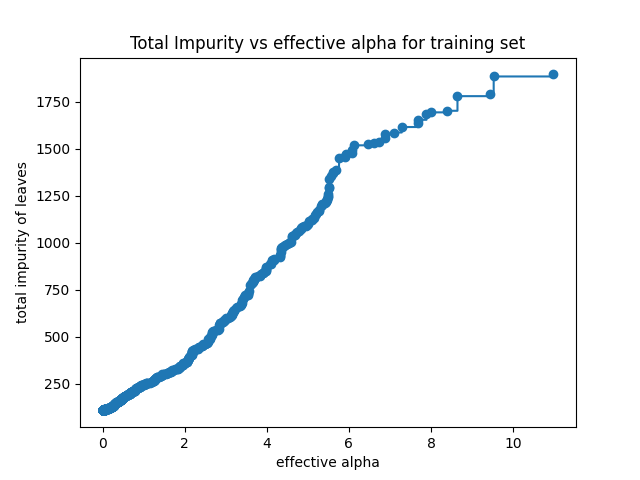 Total Impurity vs effective alpha for training set
total impurity of leaves
1750
1500
1250
1000
750
500
250
0 2 4 6 8 10
effective alpha